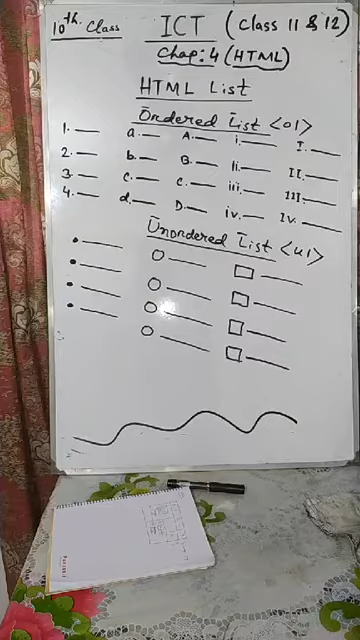 10th. Class ICT (Class 11 & 12)
Chap: 4 (HTML)
HTML List
Ordered List <ol>
1. a. A. i. I.
2. b. B. ii. II.
3. c. C. iii. III.
4. d. D. iv. IV.
Unordered List <ul>